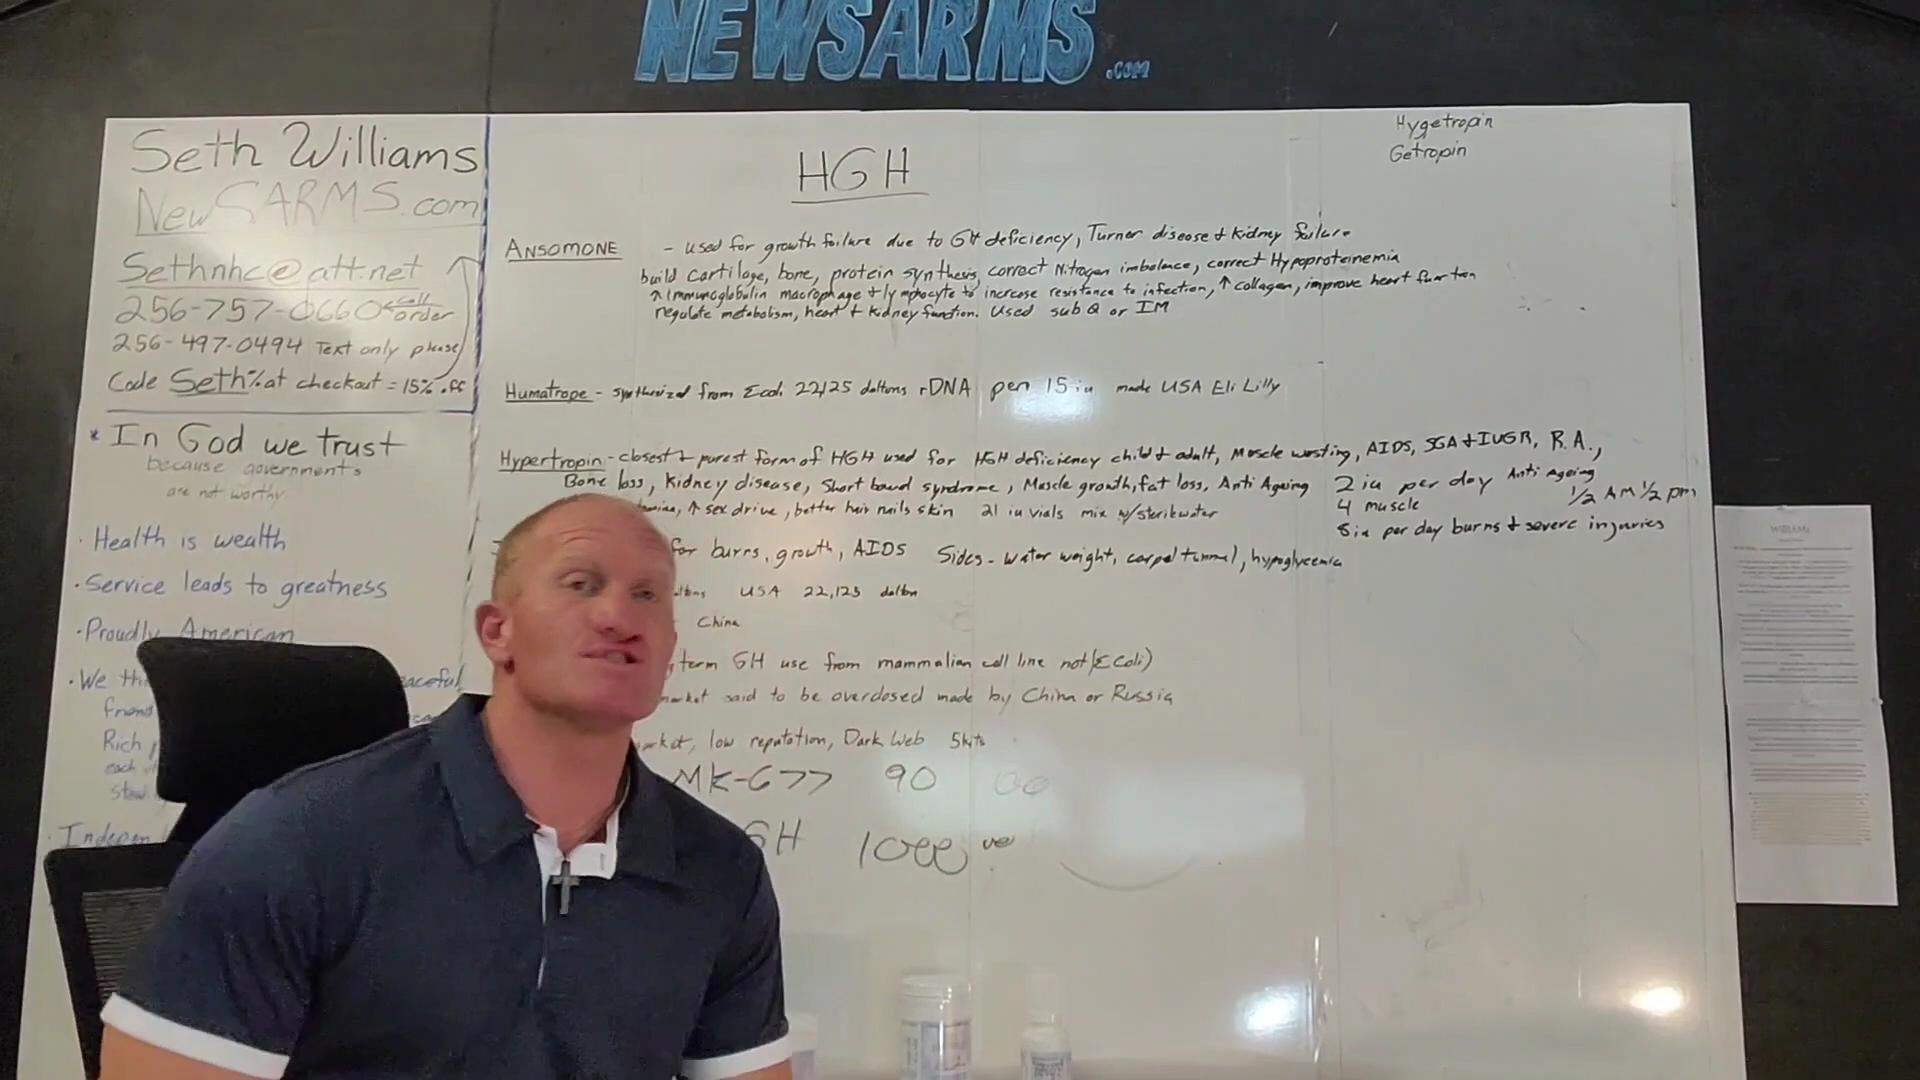 NEWSARMS.COM
Seth Williams
NewSARMS.com
Sethnhc@att.net
256-757-0660 ← call order
256-497-0494 Text only please
Code Seth% at checkout = 15% off
* In God we trust
because governments
are not worthy
· Health is wealth
· Service leads to greatness
· Proudly American
· We
Rich
each
HGH
Hygetropin
Getropin
ANSOMONE - used for growth failure due to GH deficiency, Turner disease + Kidney failure
build cartilage, bone, protein synthesis, correct Nitrogen imbalance, correct Hypoproteinemia
↑ Immunoglobulin macrophage + lymphocyte to increase resistance to infection, ↑ collagen, improve heart function
regulate metabolism, heart + kidney function. Used sub Q or IM
Humatrope - synthesized from Ecoli 22,125 daltons rDNA pen 15 iu made USA Eli Lilly
Hypertropin - closest + purest form of HGH used for HGH deficiency child + adult, Muscle wasting, AIDS, SGA + IUGR, R.A.,
Bone loss, Kidney disease, Short bowel syndrome, Muscle growth, fat loss, Anti Ageing
↑ sex drive, better hair nails skin 21 iu vials mix w/sterile water
2 iu per day Anti Ageing
4 muscle 1/2 AM 1/2 pm
8iu per day burns + severe injuries
for burns, growth, AIDS Sides - water weight, carpal tunnel, hypoglycemia
USA 22,125 dalton
China
term GH use from mammalian cell line not (E Coli)
market said to be overdosed made by China or Russia
low reputation, Dark Web 5kits
MK-677 90
GH